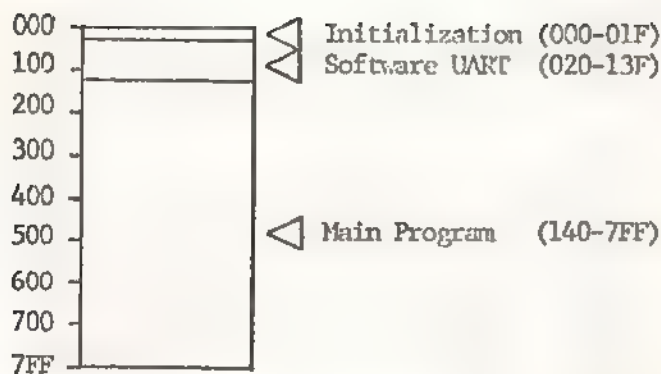 000
Initialization (000-01F)
Software UART (020-13F)
100
200
300
400
Main Program (140-7FF)
500
600
700
7FF